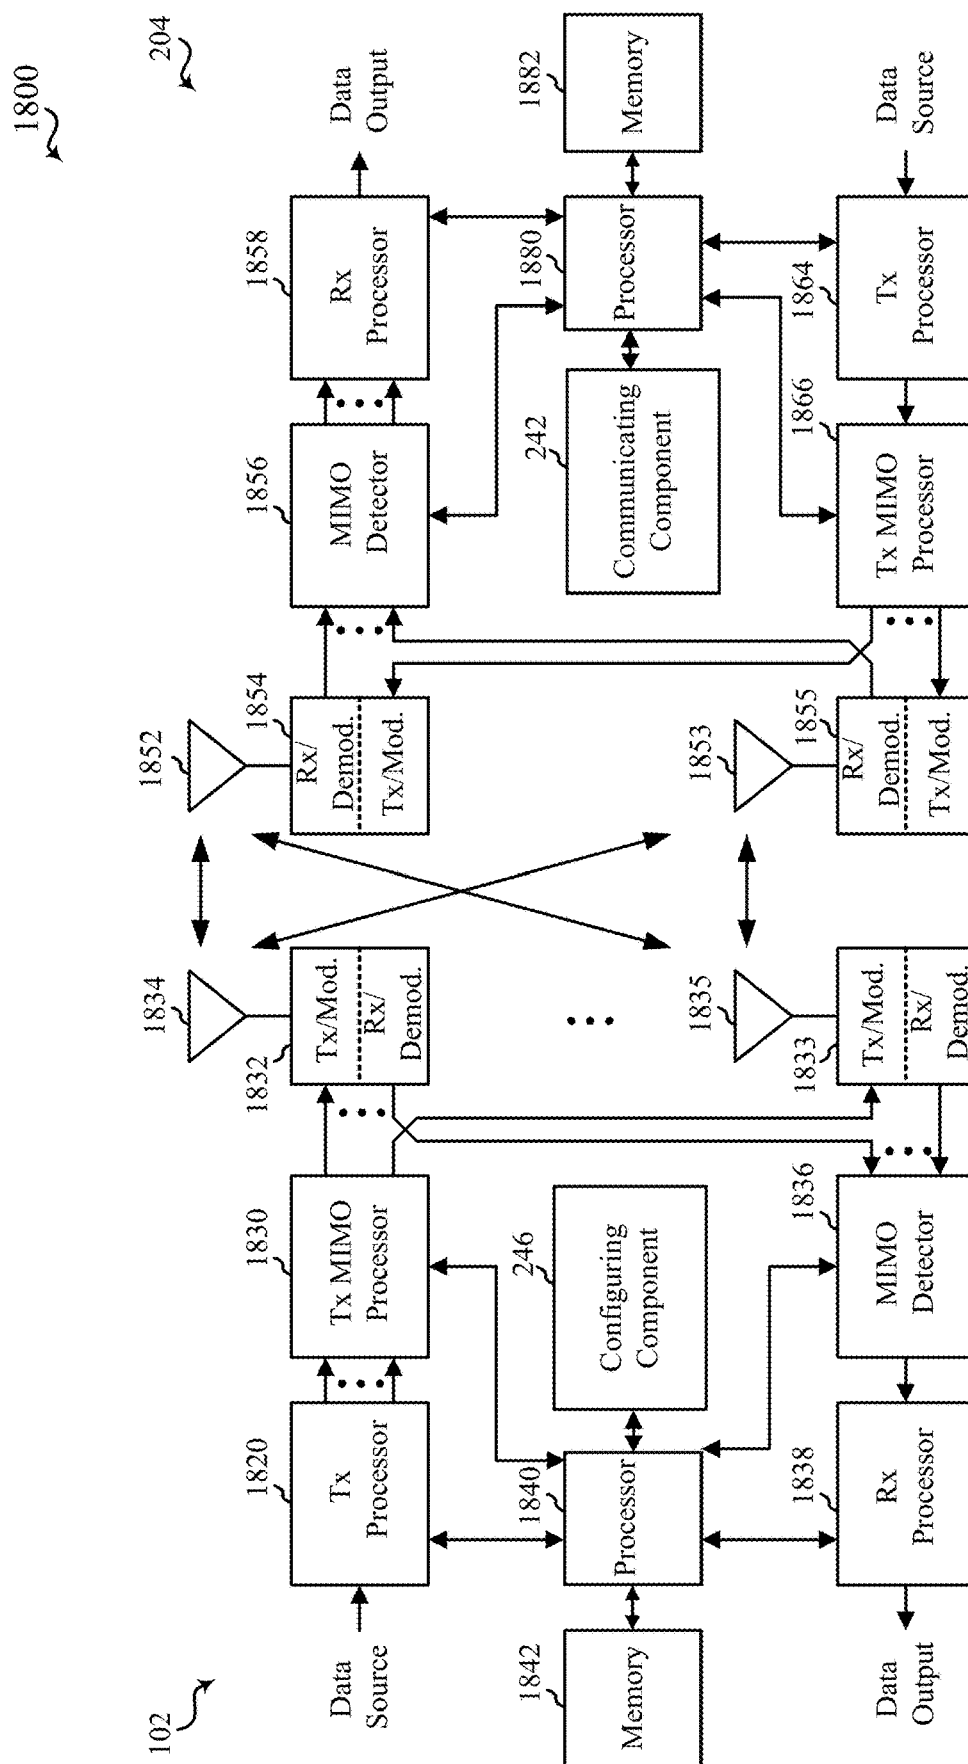 1800
102
204
Data
Source
1820
Tx
Processor
1830
Tx MIMO
Processor
1832
Tx/Mod.
Rx/
Demod.
1834
1852
1854
Rx/
Demod.
Tx/Mod.
1856
MIMO
Detector
1858
Rx
Processor
Data
Output
1842
Memory
1840
Processor
246
Configuring
Component
242
Communicating
Component
1880
Processor
1882
Memory
Data
Output
1838
Rx
Processor
1836
MIMO
Detector
1833
Tx/Mod.
Rx/
Demod.
1835
1853
1855
Rx/
Demod.
Tx/Mod.
1866
Tx MIMO
Processor
1864
Tx
Processor
Data
Source